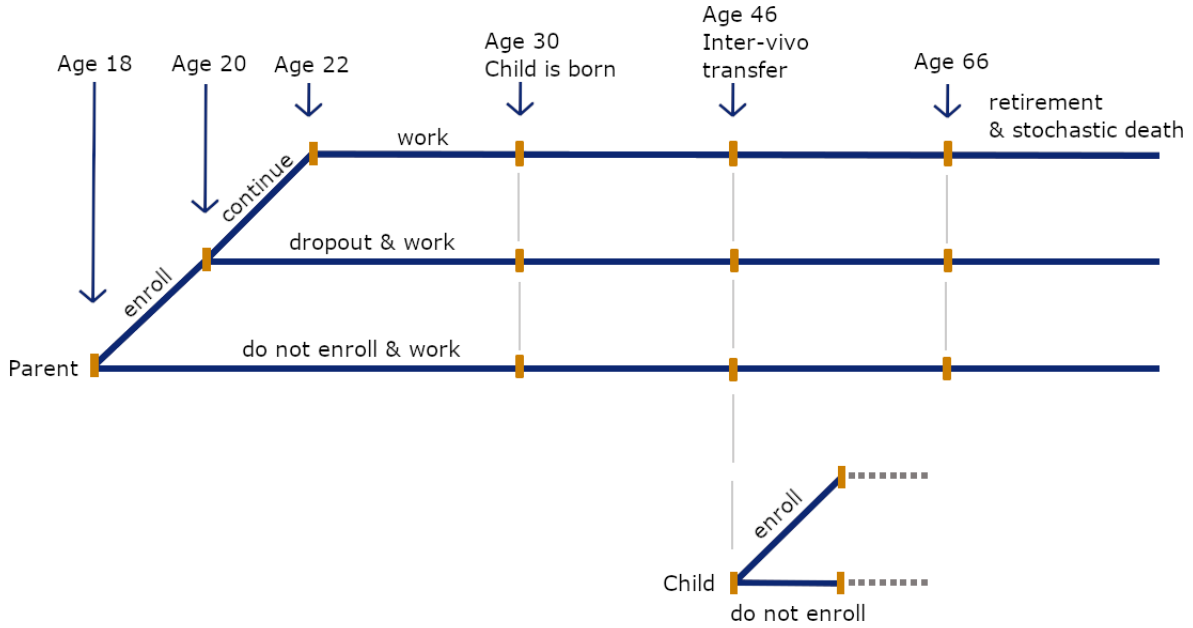 Age 18
Age 20
Age 22
Age 30
Child is born
Age 46
Inter-vivo
transfer
Age 66
retirement
& stochastic death
work
continue
dropout & work
enroll
do not enroll & work
Parent
enroll
Child
do not enroll